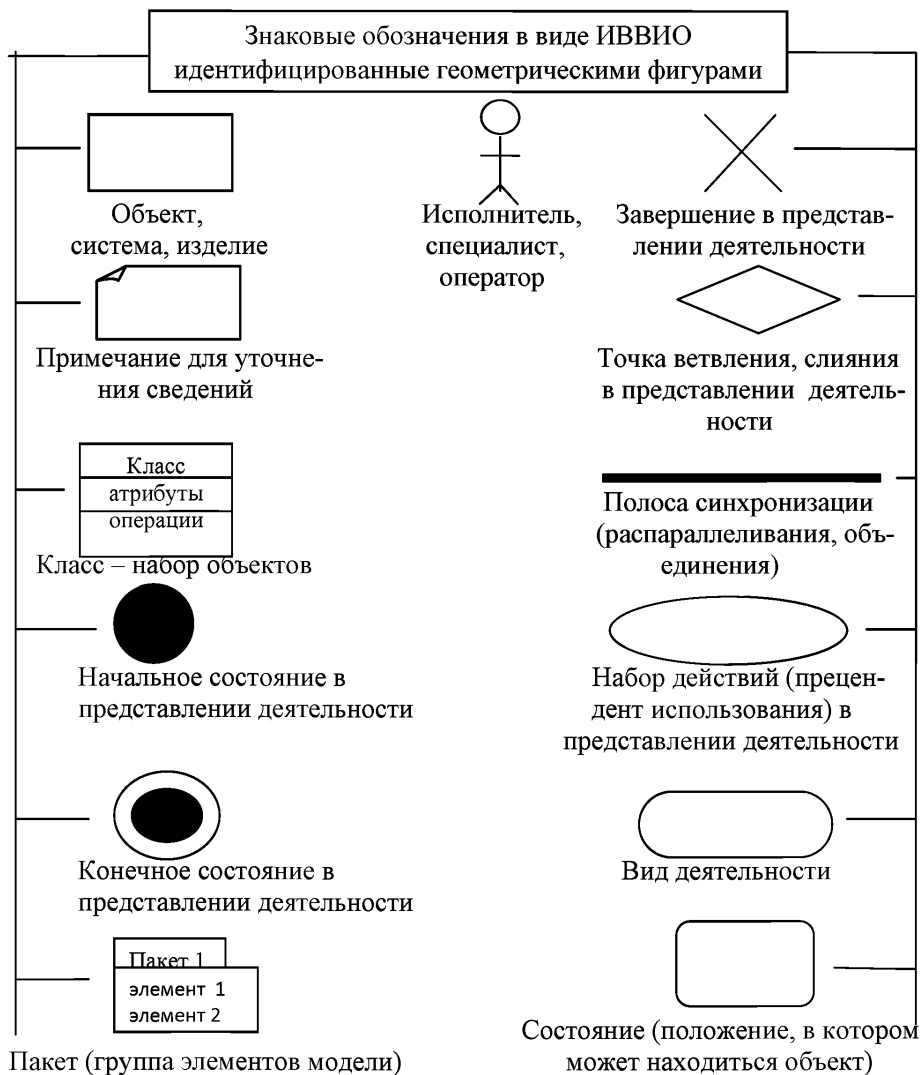 Знаковые обозначения в виде ИВВИО
идентифицированные геометрическими фигурами
Объект,
система, изделие
Исполнитель,
специалист,
оператор
Завершение в представ-
лении деятельности
Примечание для уточне-
ния сведений
Точка ветвления, слияния
в представлении деятель-
ности
Класс
атрибуты
операции
Класс – набор объектов
Полоса синхронизации
(распараллеливания, объ-
единения)
Начальное состояние в
представлении деятельности
Набор действий (прецен-
дент использования) в
представлении деятельности
Конечное состояние в
представлении деятельности
Вид деятельности
Пакет 1
элемент 1
элемент 2
Пакет (группа элементов модели)
Состояние (положение, в котором
может находиться объект)